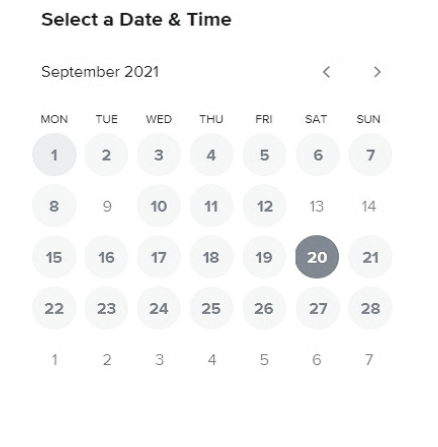 Select a Date & Time
September 2021
MON TUE WED THU FRI SAT SUN
1 2 3 4 5 6 7
8 9 10 11 12 13 14
15 16 17 18 19 20 21
22 23 24 25 26 27 28
1 2 3 4 5 6 7